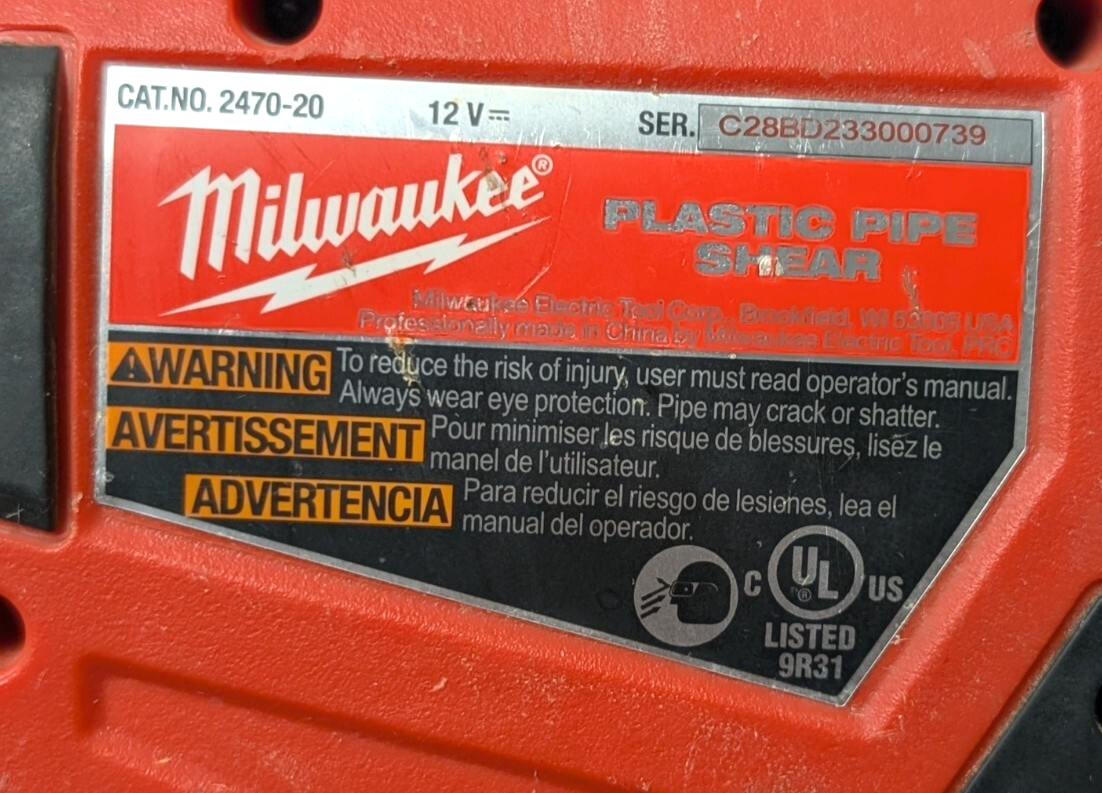 CAT.NO. 2470-20 12 V⎓ SER. C28BD233000739
Milwaukee®
PLASTIC PIPE
SHEAR
Milwaukee Electric Tool Corp., Brookfield, WI 53005 USA
Professionally made in China by Milwaukee Electric Tool, PRC
⚠WARNING To reduce the risk of injury, user must read operator's manual.
Always wear eye protection. Pipe may crack or shatter.
AVERTISSEMENT Pour minimiser les risque de blessures, lisez le
manel de l'utilisateur.
ADVERTENCIA Para reducir el riesgo de lesiones, lea el
manual del operador.
C UL® US
LISTED
9R31